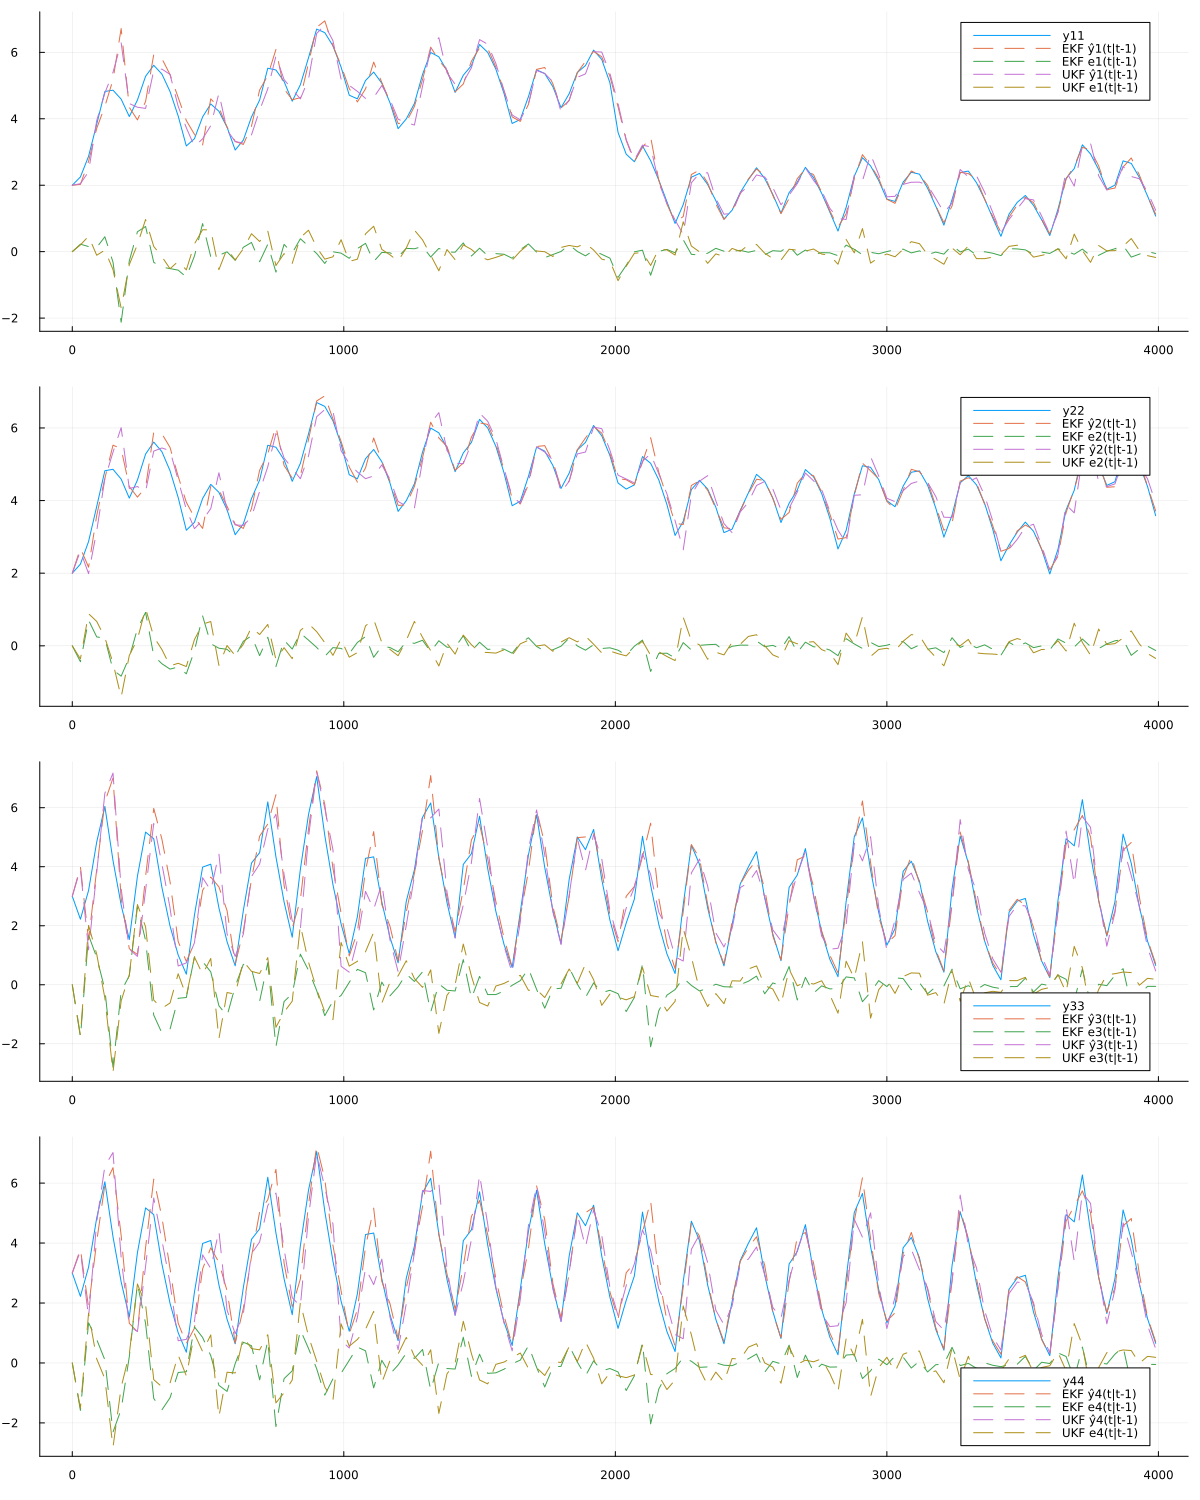 6
4
2
0
−2
0
1000
2000
3000
4000
y11
EKF ŷ1(t|t-1)
EKF e1(t|t-1)
UKF ŷ1(t|t-1)
UKF e1(t|t-1)
6
4
2
0
0
1000
2000
3000
4000
y22
EKF ŷ2(t|t-1)
EKF e2(t|t-1)
UKF ŷ2(t|t-1)
UKF e2(t|t-1)
6
4
2
0
−2
0
1000
2000
3000
4000
y33
EKF ŷ3(t|t-1)
EKF e3(t|t-1)
UKF ŷ3(t|t-1)
UKF e3(t|t-1)
6
4
2
0
−2
0
1000
2000
3000
4000
y44
EKF ŷ4(t|t-1)
EKF e4(t|t-1)
UKF ŷ4(t|t-1)
UKF e4(t|t-1)